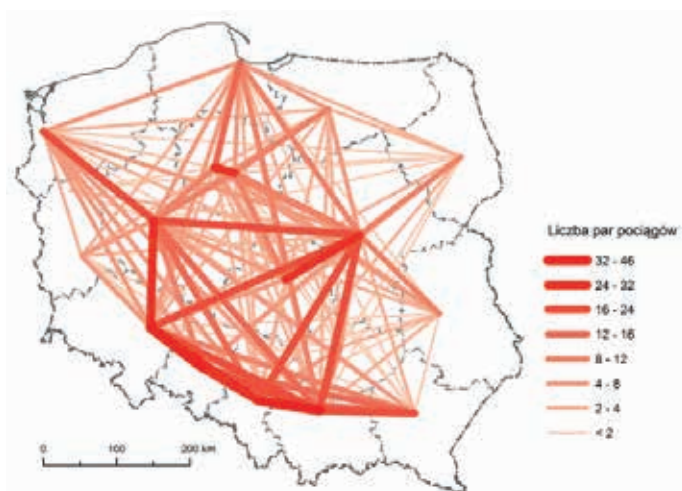 Liczba par pociągów
32 - 46
24 - 32
16 - 24
12 - 16
8 - 12
4 - 8
2 - 4
< 2
0 100 200 km